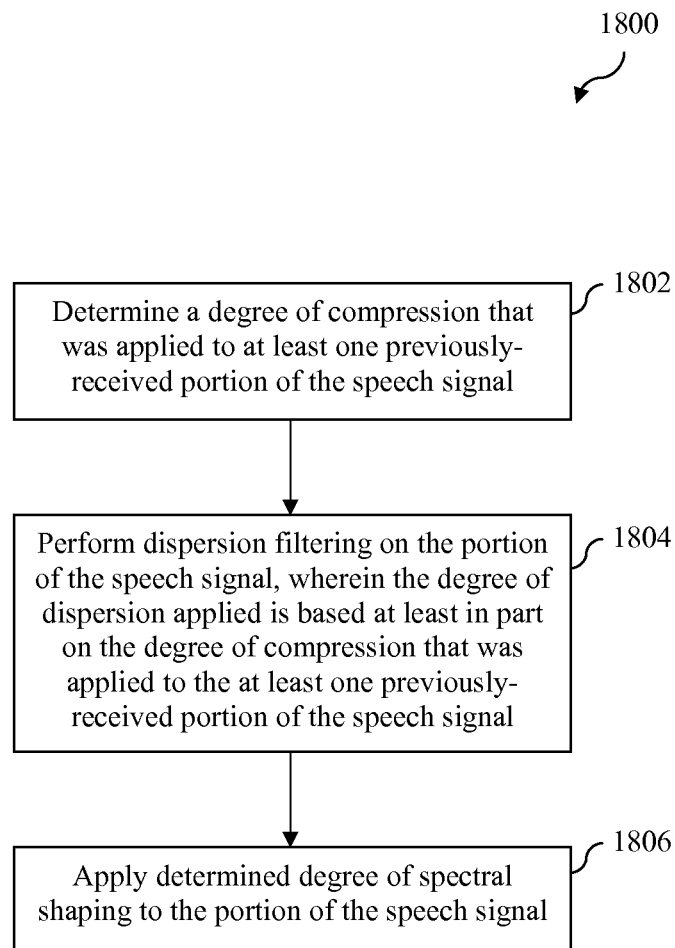 1800
1802
Determine a degree of compression that
was applied to at least one previously-
received portion of the speech signal
1804
Perform dispersion filtering on the portion
of the speech signal, wherein the degree of
dispersion applied is based at least in part
on the degree of compression that was
applied to the at least one previously-
received portion of the speech signal
1806
Apply determined degree of spectral
shaping to the portion of the speech signal